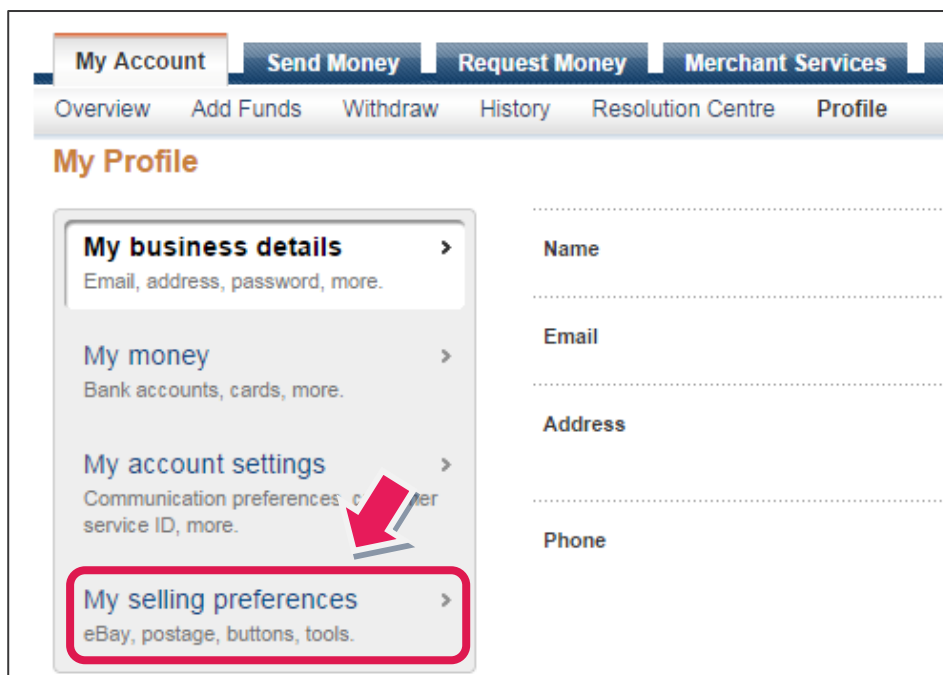 My Account Send Money Request Money Merchant Services
Overview Add Funds Withdraw History Resolution Centre Profile
My Profile
My business details
Email, address, password, more.
My money
Bank accounts, cards, more.
My account settings
Communication preferences,
service ID, more.
My selling preferences
eBay, postage, buttons, tools.
Name
Email
Address
Phone